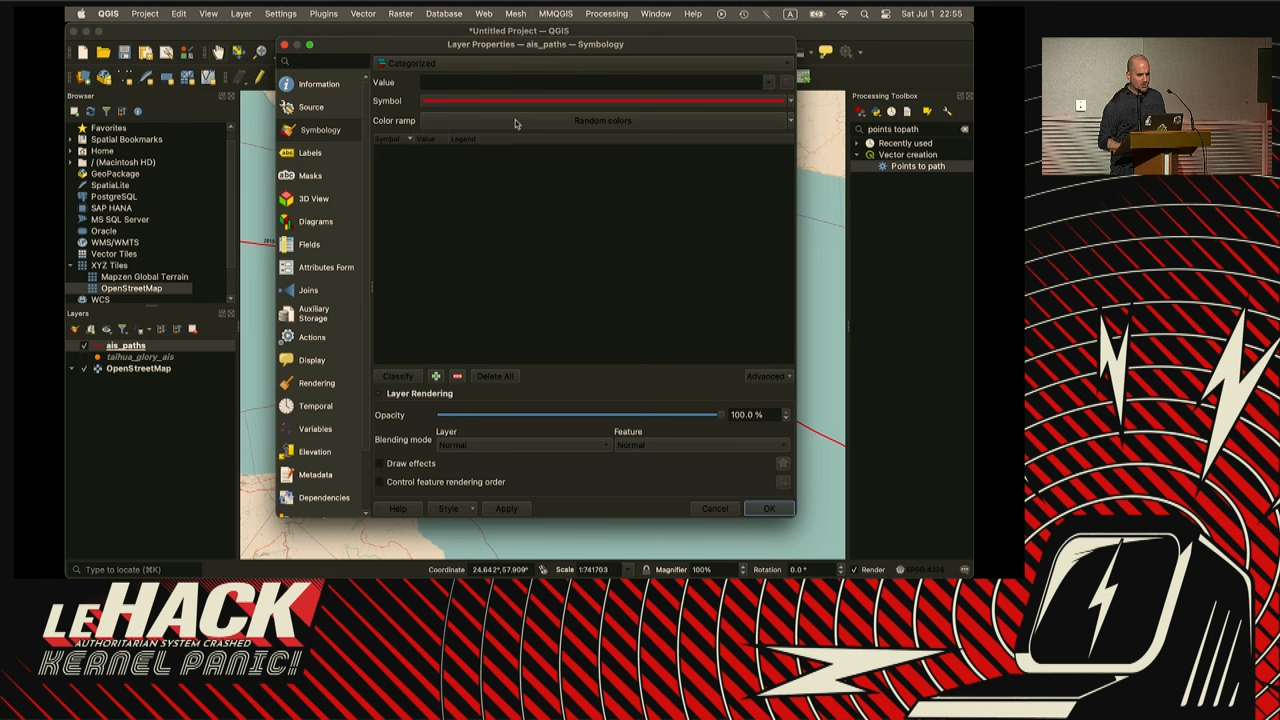 QGIS Project Edit View Layer Settings Plugins Vector Raster Database Web Mesh MMQGIS Processing Window Help Sat Jul 1 22:55
*Untitled Project — QGIS
Layer Properties — ais_paths — Symbology
Browser
Favorites
Spatial Bookmarks
Home
/ (Macintosh HD)
GeoPackage
SpatiaLite
PostgreSQL
SAP HANA
MS SQL Server
Oracle
WMS/WMTS
Vector Tiles
XYZ Tiles
Mapzen Global Terrain
OpenStreetMap
WCS
Layers
ais_paths
taihua_glory_ais
OpenStreetMap
Information
Source
Symbology
Labels
Masks
3D View
Diagrams
Fields
Attributes Form
Joins
Auxiliary
Storage
Actions
Display
Rendering
Temporal
Variables
Elevation
Metadata
Dependencies
Categorized
Value
Symbol
Color ramp Random colors
Symbol Value Legend
Classify Delete All Advanced
Layer Rendering
Opacity 100.0 %
Layer Feature
Blending mode Normal Normal
Draw effects
Control feature rendering order
Help Style Apply Cancel OK
Processing Toolbox
points topath
Recently used
Vector creation
Points to path
Type to locate (⌘K) Coordinate 24.642°,57.909° Scale 1:741703 Magnifier 100% Rotation 0.0 ° Render EPSG:4326
LEHACK
AUTHORITARIAN SYSTEM CRASHED
KERNEL PANIC!